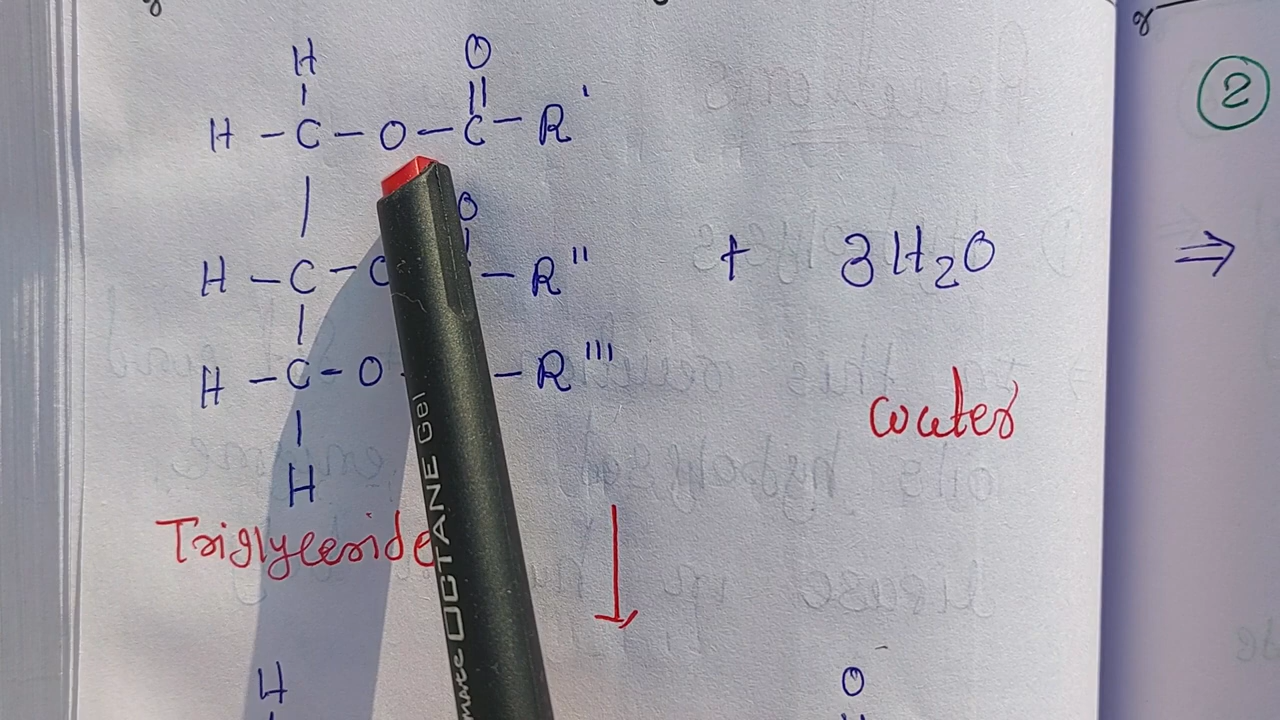 H O
H - C - O - C - R'
O
H - C - R''
+ 3H2O ⇒
H - C - O - R'''
water
H
Triglyceride
OCTANE Gel
H O
2